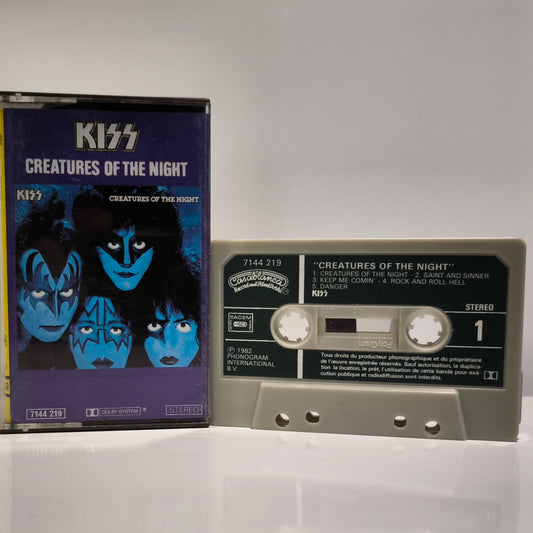 KISS
CREATURES OF THE NIGHT
KISS
CREATURES OF THE NIGHT
7144 219
DOLBY SYSTEM ®
STEREO
7144 219
Casablanca
Record and FilmWorks
"CREATURES OF THE NIGHT"
1. CREATURES OF THE NIGHT - 2. SAINT AND SINNER
3. KEEP ME COMIN' - 4. ROCK AND ROLL HELL
5. DANGER
KISS
STEREO
1
SACEM
℗ 1982
PHONOGRAM
INTERNATIONAL
B.V.
PolyGram
Tous droits du producteur phonographique et du propriétaire
de l'œuvre enregistrée réservés. Sauf autorisation, la duplica-
tion la location, le prêt, l'utilisation de cette bande pour exé-
cution publique et radiodiffusion sont interdits.